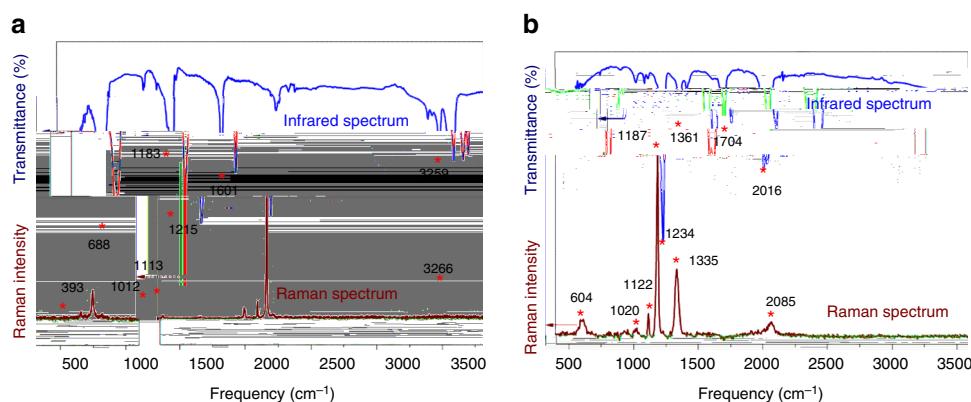 a
b
Transmittance (%)
Raman intensity
Infrared spectrum
1183
1601
3259
1215
688
1113
393
1012
3266
Raman spectrum
500 1000 1500 2000 2500 3000 3500
Frequency (cm⁻¹)
Transmittance (%)
Raman intensity
Infrared spectrum
1187
1361
1704
2016
1234
1335
1122
604
1020
2085
Raman spectrum
500 1000 1500 2000 2500 3000 3500
Frequency (cm⁻¹)